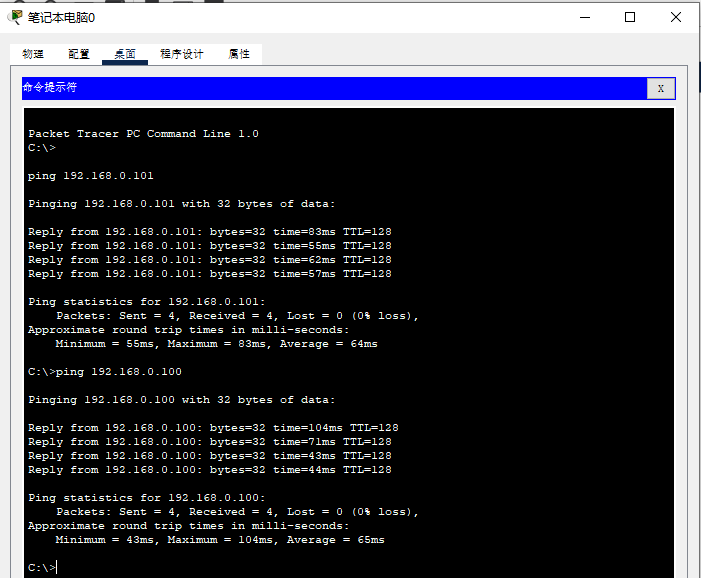 笔记本电脑0
物理 配置 桌面 程序设计 属性
命令提示符 X
Packet Tracer PC Command Line 1.0
C:\>
ping 192.168.0.101
Pinging 192.168.0.101 with 32 bytes of data:
Reply from 192.168.0.101: bytes=32 time=83ms TTL=128
Reply from 192.168.0.101: bytes=32 time=55ms TTL=128
Reply from 192.168.0.101: bytes=32 time=62ms TTL=128
Reply from 192.168.0.101: bytes=32 time=57ms TTL=128
Ping statistics for 192.168.0.101:
Packets: Sent = 4, Received = 4, Lost = 0 (0% loss),
Approximate round trip times in milli-seconds:
Minimum = 55ms, Maximum = 83ms, Average = 64ms
C:\>ping 192.168.0.100
Pinging 192.168.0.100 with 32 bytes of data:
Reply from 192.168.0.100: bytes=32 time=104ms TTL=128
Reply from 192.168.0.100: bytes=32 time=71ms TTL=128
Reply from 192.168.0.100: bytes=32 time=43ms TTL=128
Reply from 192.168.0.100: bytes=32 time=44ms TTL=128
Ping statistics for 192.168.0.100:
Packets: Sent = 4, Received = 4, Lost = 0 (0% loss),
Approximate round trip times in milli-seconds:
Minimum = 43ms, Maximum = 104ms, Average = 65ms
C:\>